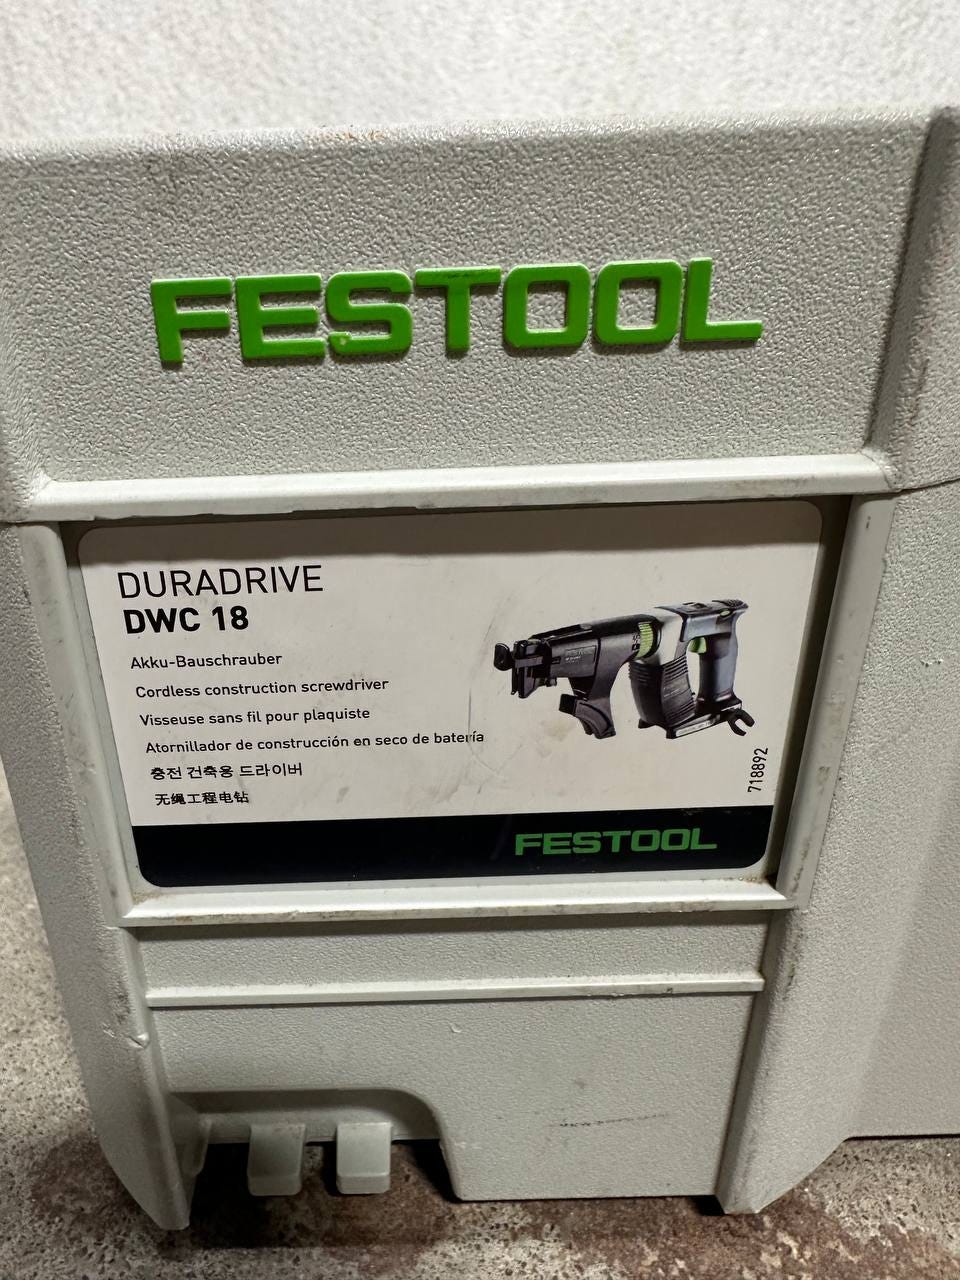 FESTOOL
DURADRIVE
DWC 18
Akku-Bauschrauber
Cordless construction screwdriver
Visseuse sans fil pour plaquiste
Atornillador de construcción en seco de batería
충전 건축용 드라이버
无绳工程电钻
718892
FESTOOL